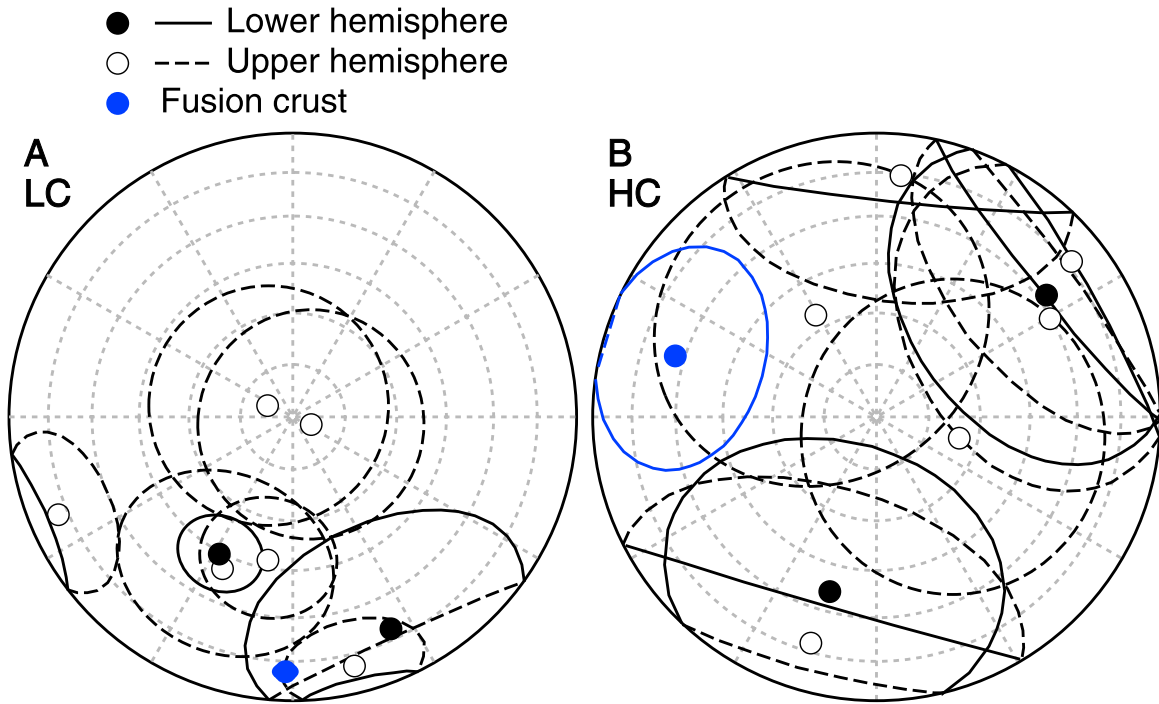 Lower hemisphere
Upper hemisphere
Fusion crust
A
LC
B
HC